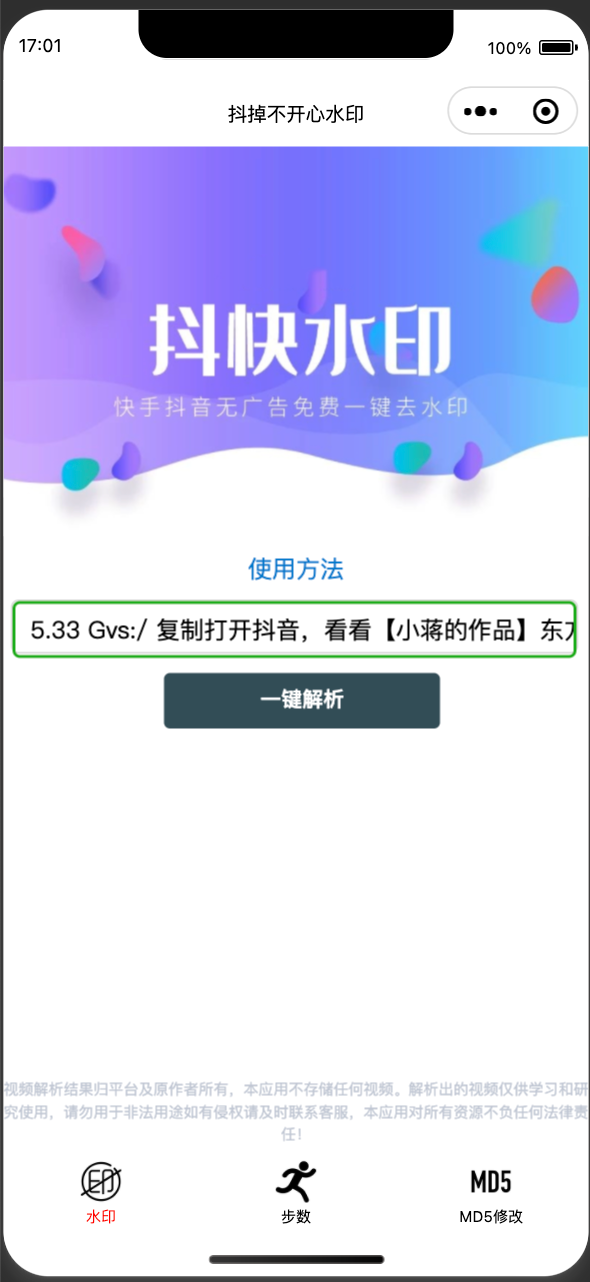 17:01
100%
抖掉不开心水印
抖快水印
快手抖音无广告免费一键去水印
使用方法
5.33 Gvs:/ 复制打开抖音，看看【小蒋的作品】东方
一键解析
视频解析结果归平台及原作者所有，本应用不存储任何视频。解析出的视频仅供学习和研
究使用，请勿用于非法用途如有侵权请及时联系客服，本应用对所有资源不负任何法律责
任！
印
MD5
水印
步数
MD5修改